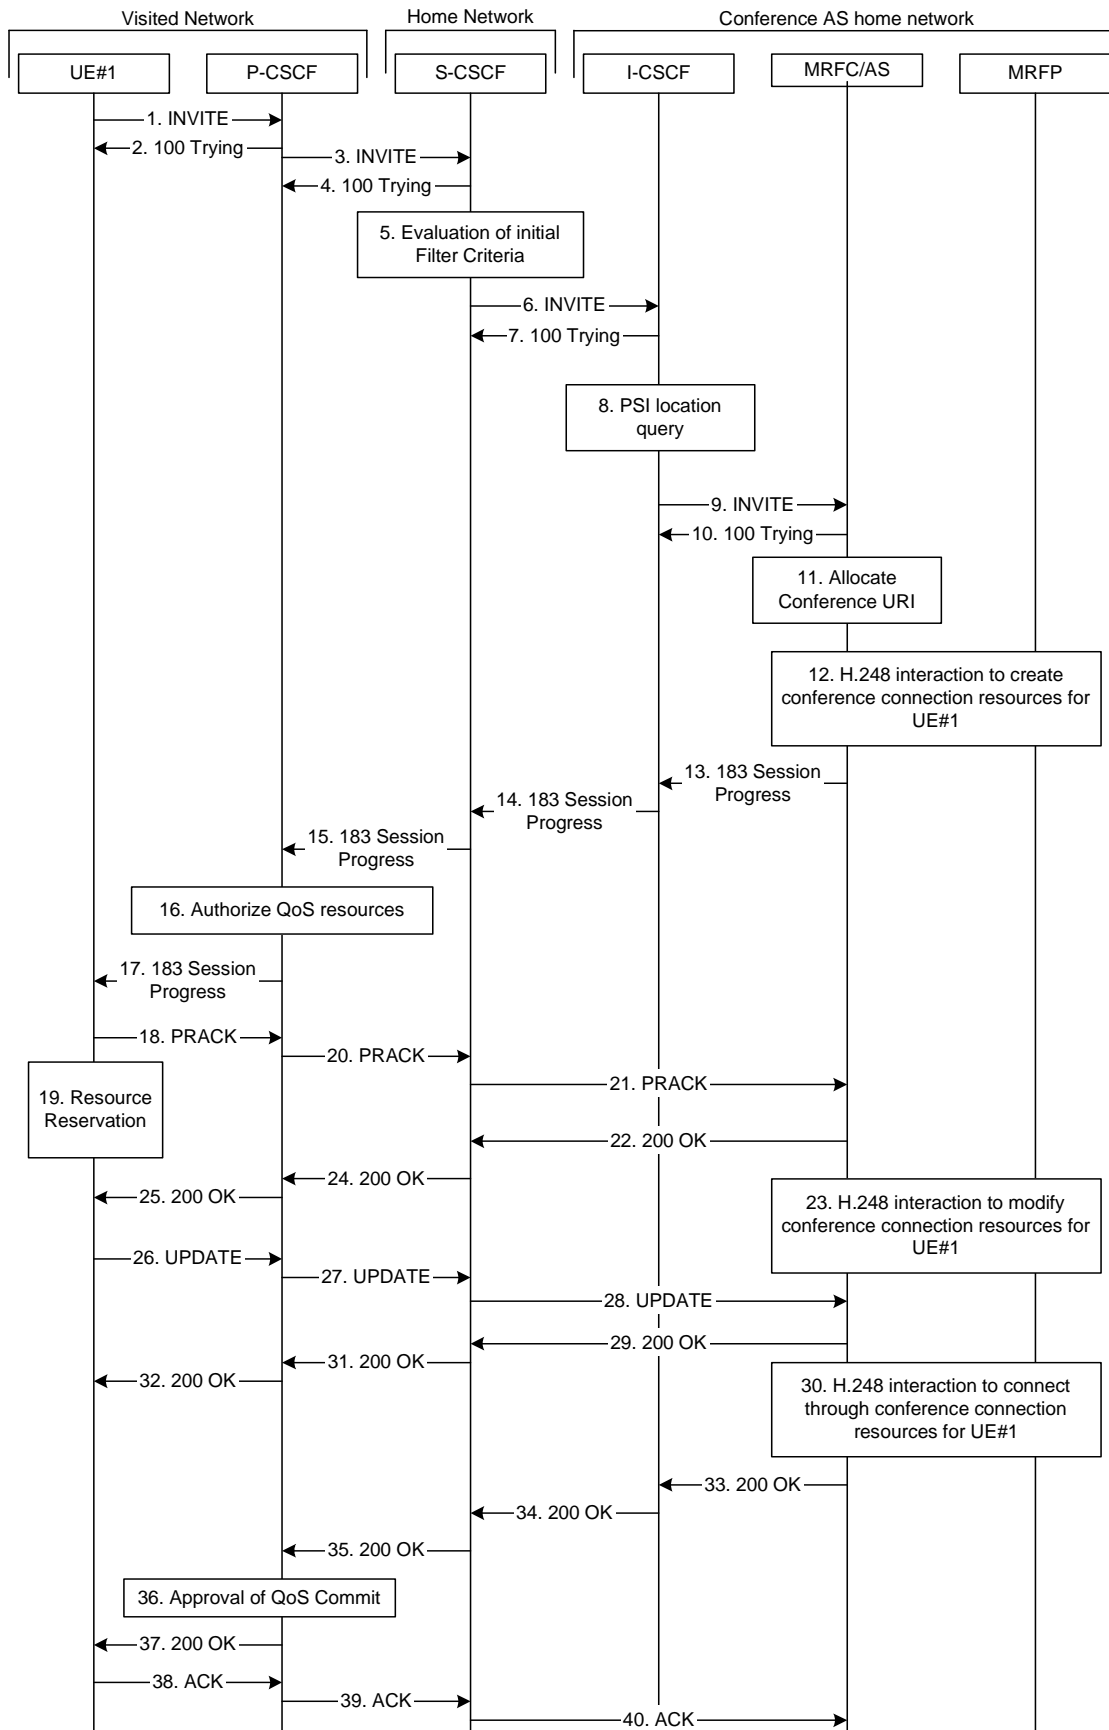 Visited Network
Home Network
Conference AS home network
UE#1
P-CSCF
S-CSCF
I-CSCF
MRFC/AS
MRFP
1. INVITE
2. 100 Trying
3. INVITE
4. 100 Trying
5. Evaluation of initial
Filter Criteria
6. INVITE
7. 100 Trying
8. PSI location
query
9. INVITE
10. 100 Trying
11. Allocate
Conference URI
12. H.248 interaction to create
conference connection resources for
UE#1
13. 183 Session
Progress
14. 183 Session
Progress
15. 183 Session
Progress
16. Authorize QoS resources
17. 183 Session
Progress
18. PRACK
20. PRACK
19. Resource
Reservation
21. PRACK
22. 200 OK
24. 200 OK
25. 200 OK
23. H.248 interaction to modify
conference connection resources for
UE#1
26. UPDATE
27. UPDATE
28. UPDATE
29. 200 OK
31. 200 OK
32. 200 OK
30. H.248 interaction to connect
through conference connection
resources for UE#1
33. 200 OK
34. 200 OK
35. 200 OK
36. Approval of QoS Commit
37. 200 OK
38. ACK
39. ACK
40. ACK